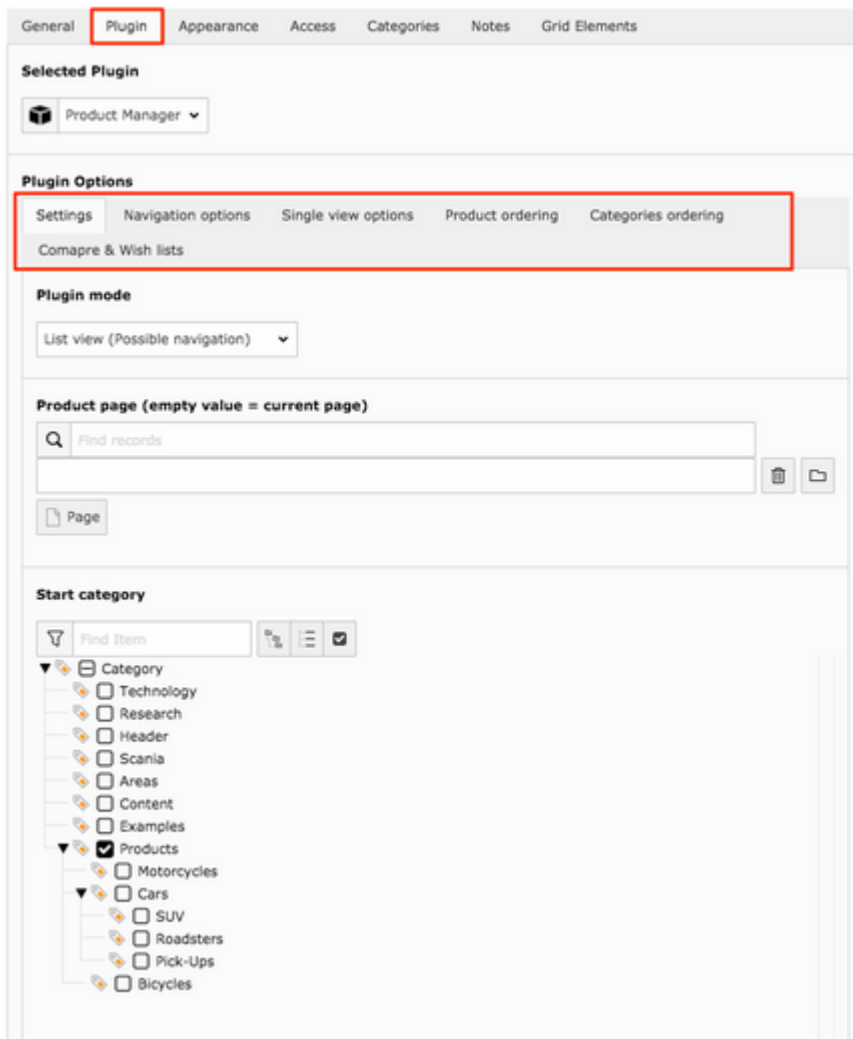 General Plugin Appearance Access Categories Notes Grid Elements
Selected Plugin
Product Manager
Plugin Options
Settings Navigation options Single view options Product ordering Categories ordering
Comapre & Wish lists
Plugin mode
List view (Possible navigation)
Product page (empty value = current page)
Find records
Page
Start category
Find Item
Category
Technology
Research
Header
Scania
Areas
Content
Examples
Products
Motorcycles
Cars
SUV
Roadsters
Pick-Ups
Bicycles